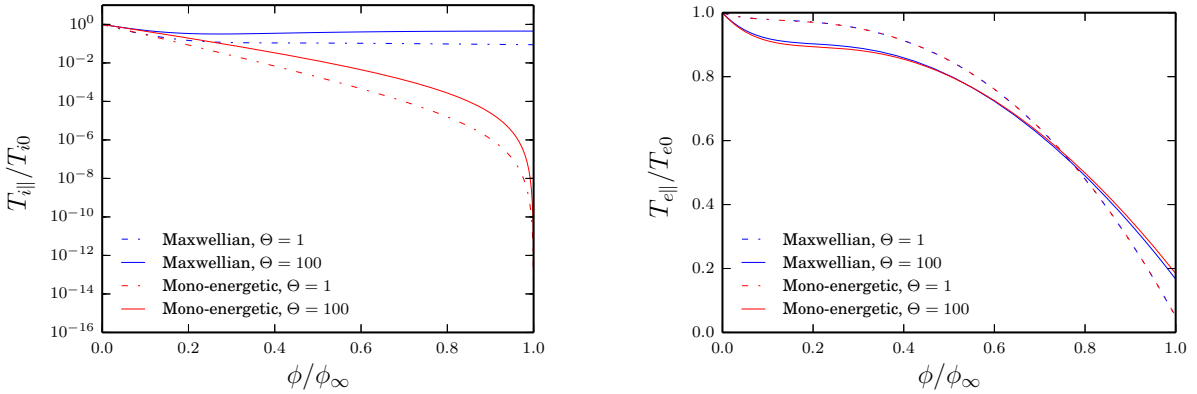 10^0
10^{-2}
10^{-4}
10^{-6}
10^{-8}
10^{-10}
10^{-12}
10^{-14}
10^{-16}
T_{i∥}/T_{i0}
Maxwellian, Θ = 1
Maxwellian, Θ = 100
Mono-energetic, Θ = 1
Mono-energetic, Θ = 100
0.0 0.2 0.4 0.6 0.8 1.0
ϕ/ϕ_∞
1.0
0.8
0.6
0.4
0.2
0.0
T_{e∥}/T_{e0}
Maxwellian, Θ = 1
Maxwellian, Θ = 100
Mono-energetic, Θ = 1
Mono-energetic, Θ = 100
0.0 0.2 0.4 0.6 0.8 1.0
ϕ/ϕ_∞